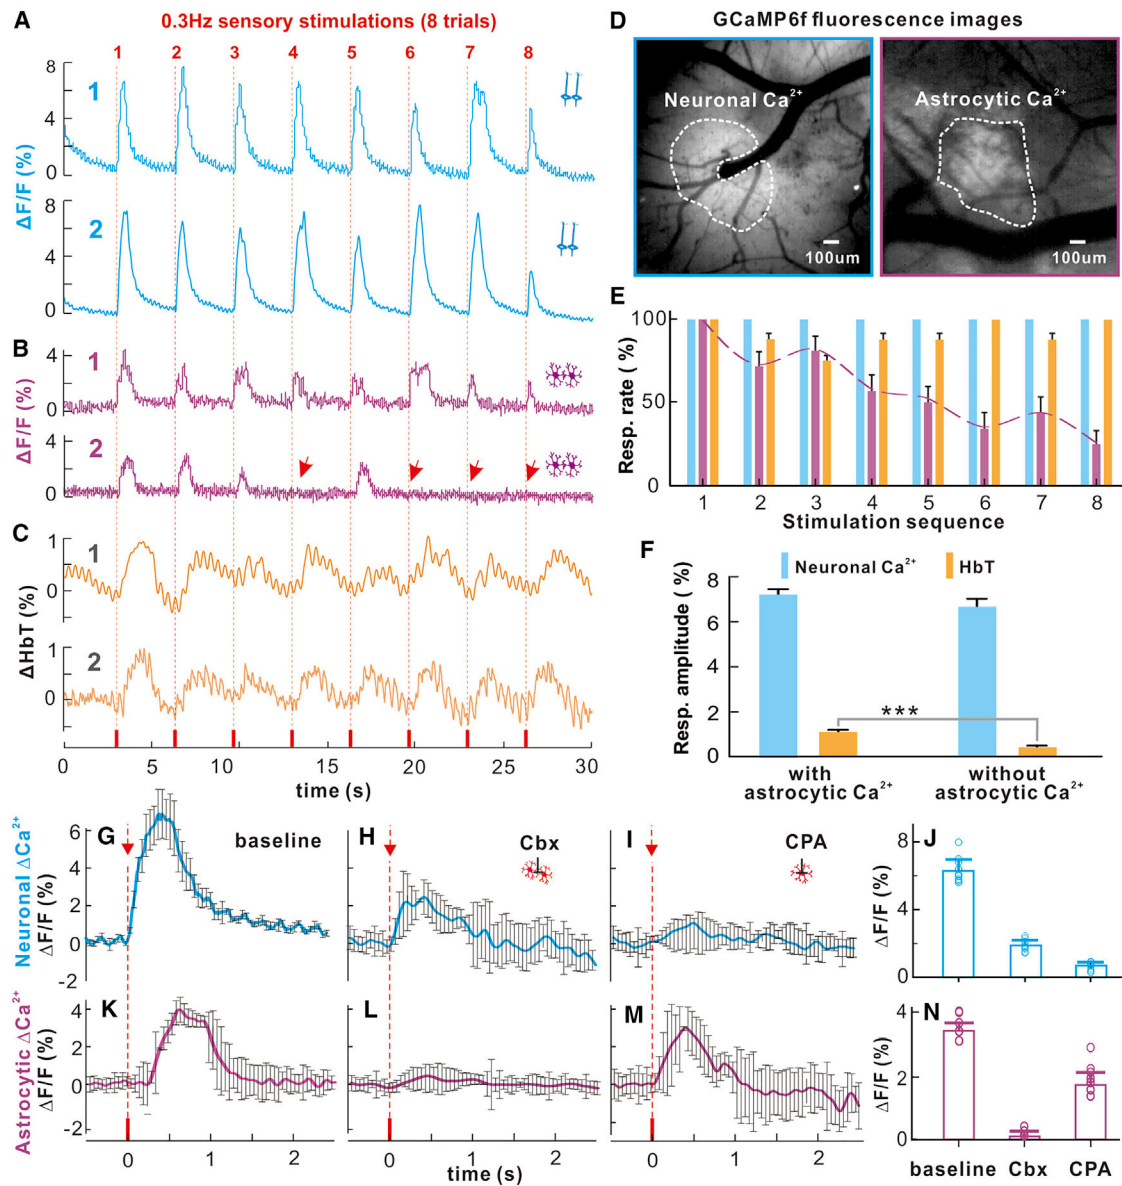 A
0.3Hz sensory stimulations (8 trials)
1 2 3 4 5 6 7 8
8
4
0
1
ΔF/F (%)
8
4
0
2
B
4
0
1
ΔF/F (%)
4
0
2
C
1
0
1
ΔHbT (%)
1
0
2
0 5 10 15 20 25 30
time (s)
D
GCaMP6f fluorescence images
Neuronal Ca²⁺
100um
Astrocytic Ca²⁺
100um
E
100
50
0
Resp. rate ( %)
1 2 3 4 5 6 7 8
Stimulation sequence
F
Neuronal Ca²⁺
HbT
8
6
4
2
0
Resp. amplitude ( %)
***
with
astrocytic Ca²⁺
without
astrocytic Ca²⁺
Neuronal ΔCa²⁺
ΔF/F (%)
6
4
2
0
-2
G
baseline
H
Cbx
I
CPA
J
8
4
0
ΔF/F (%)
Astrocytic ΔCa²⁺
ΔF/F (%)
4
2
0
-2
K
L
M
0 1 2
0 1 2
0 1 2
time (s)
N
4
2
0
ΔF/F (%)
baseline Cbx CPA